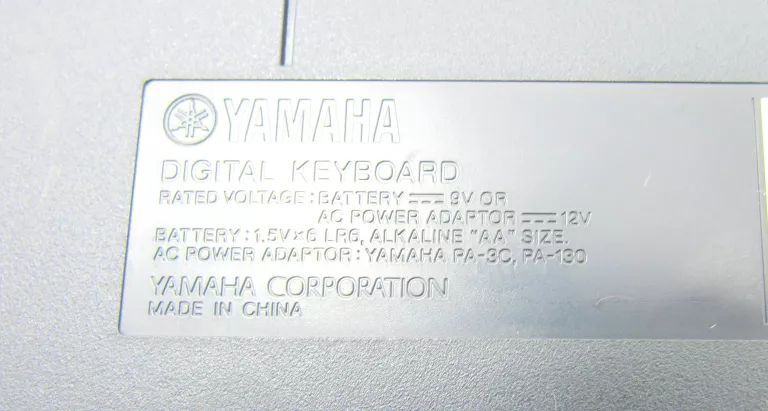 YAMAHA
DIGITAL KEYBOARD
RATED VOLTAGE : BATTERY ⎓ 9V OR
AC POWER ADAPTOR ⎓ 12V
BATTERY : 1.5V×6 LR6, ALKALINE "AA" SIZE.
AC POWER ADAPTOR : YAMAHA PA-3C, PA-130
YAMAHA CORPORATION
MADE IN CHINA